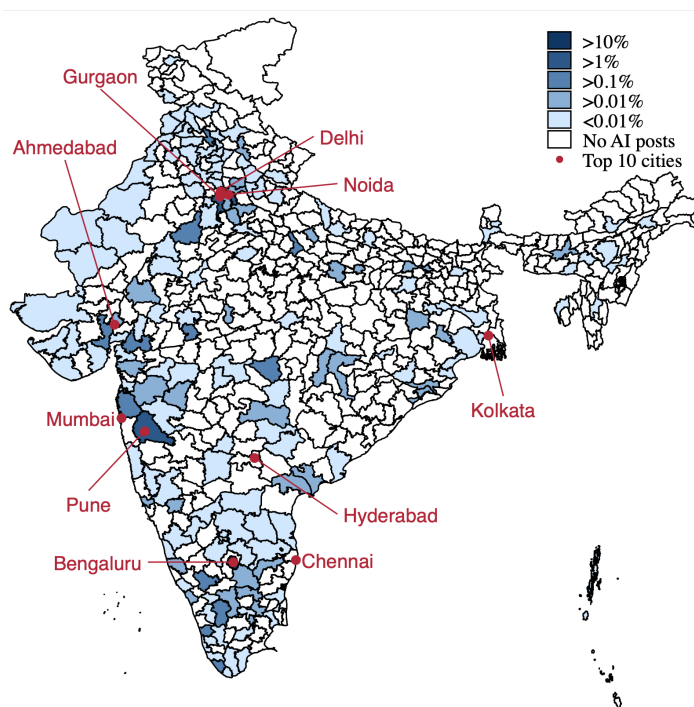 >10%
>1%
>0.1%
>0.01%
<0.01%
No AI posts
Top 10 cities
Gurgaon
Delhi
Ahmedabad
Noida
Kolkata
Mumbai
Pune
Hyderabad
Bengaluru
Chennai